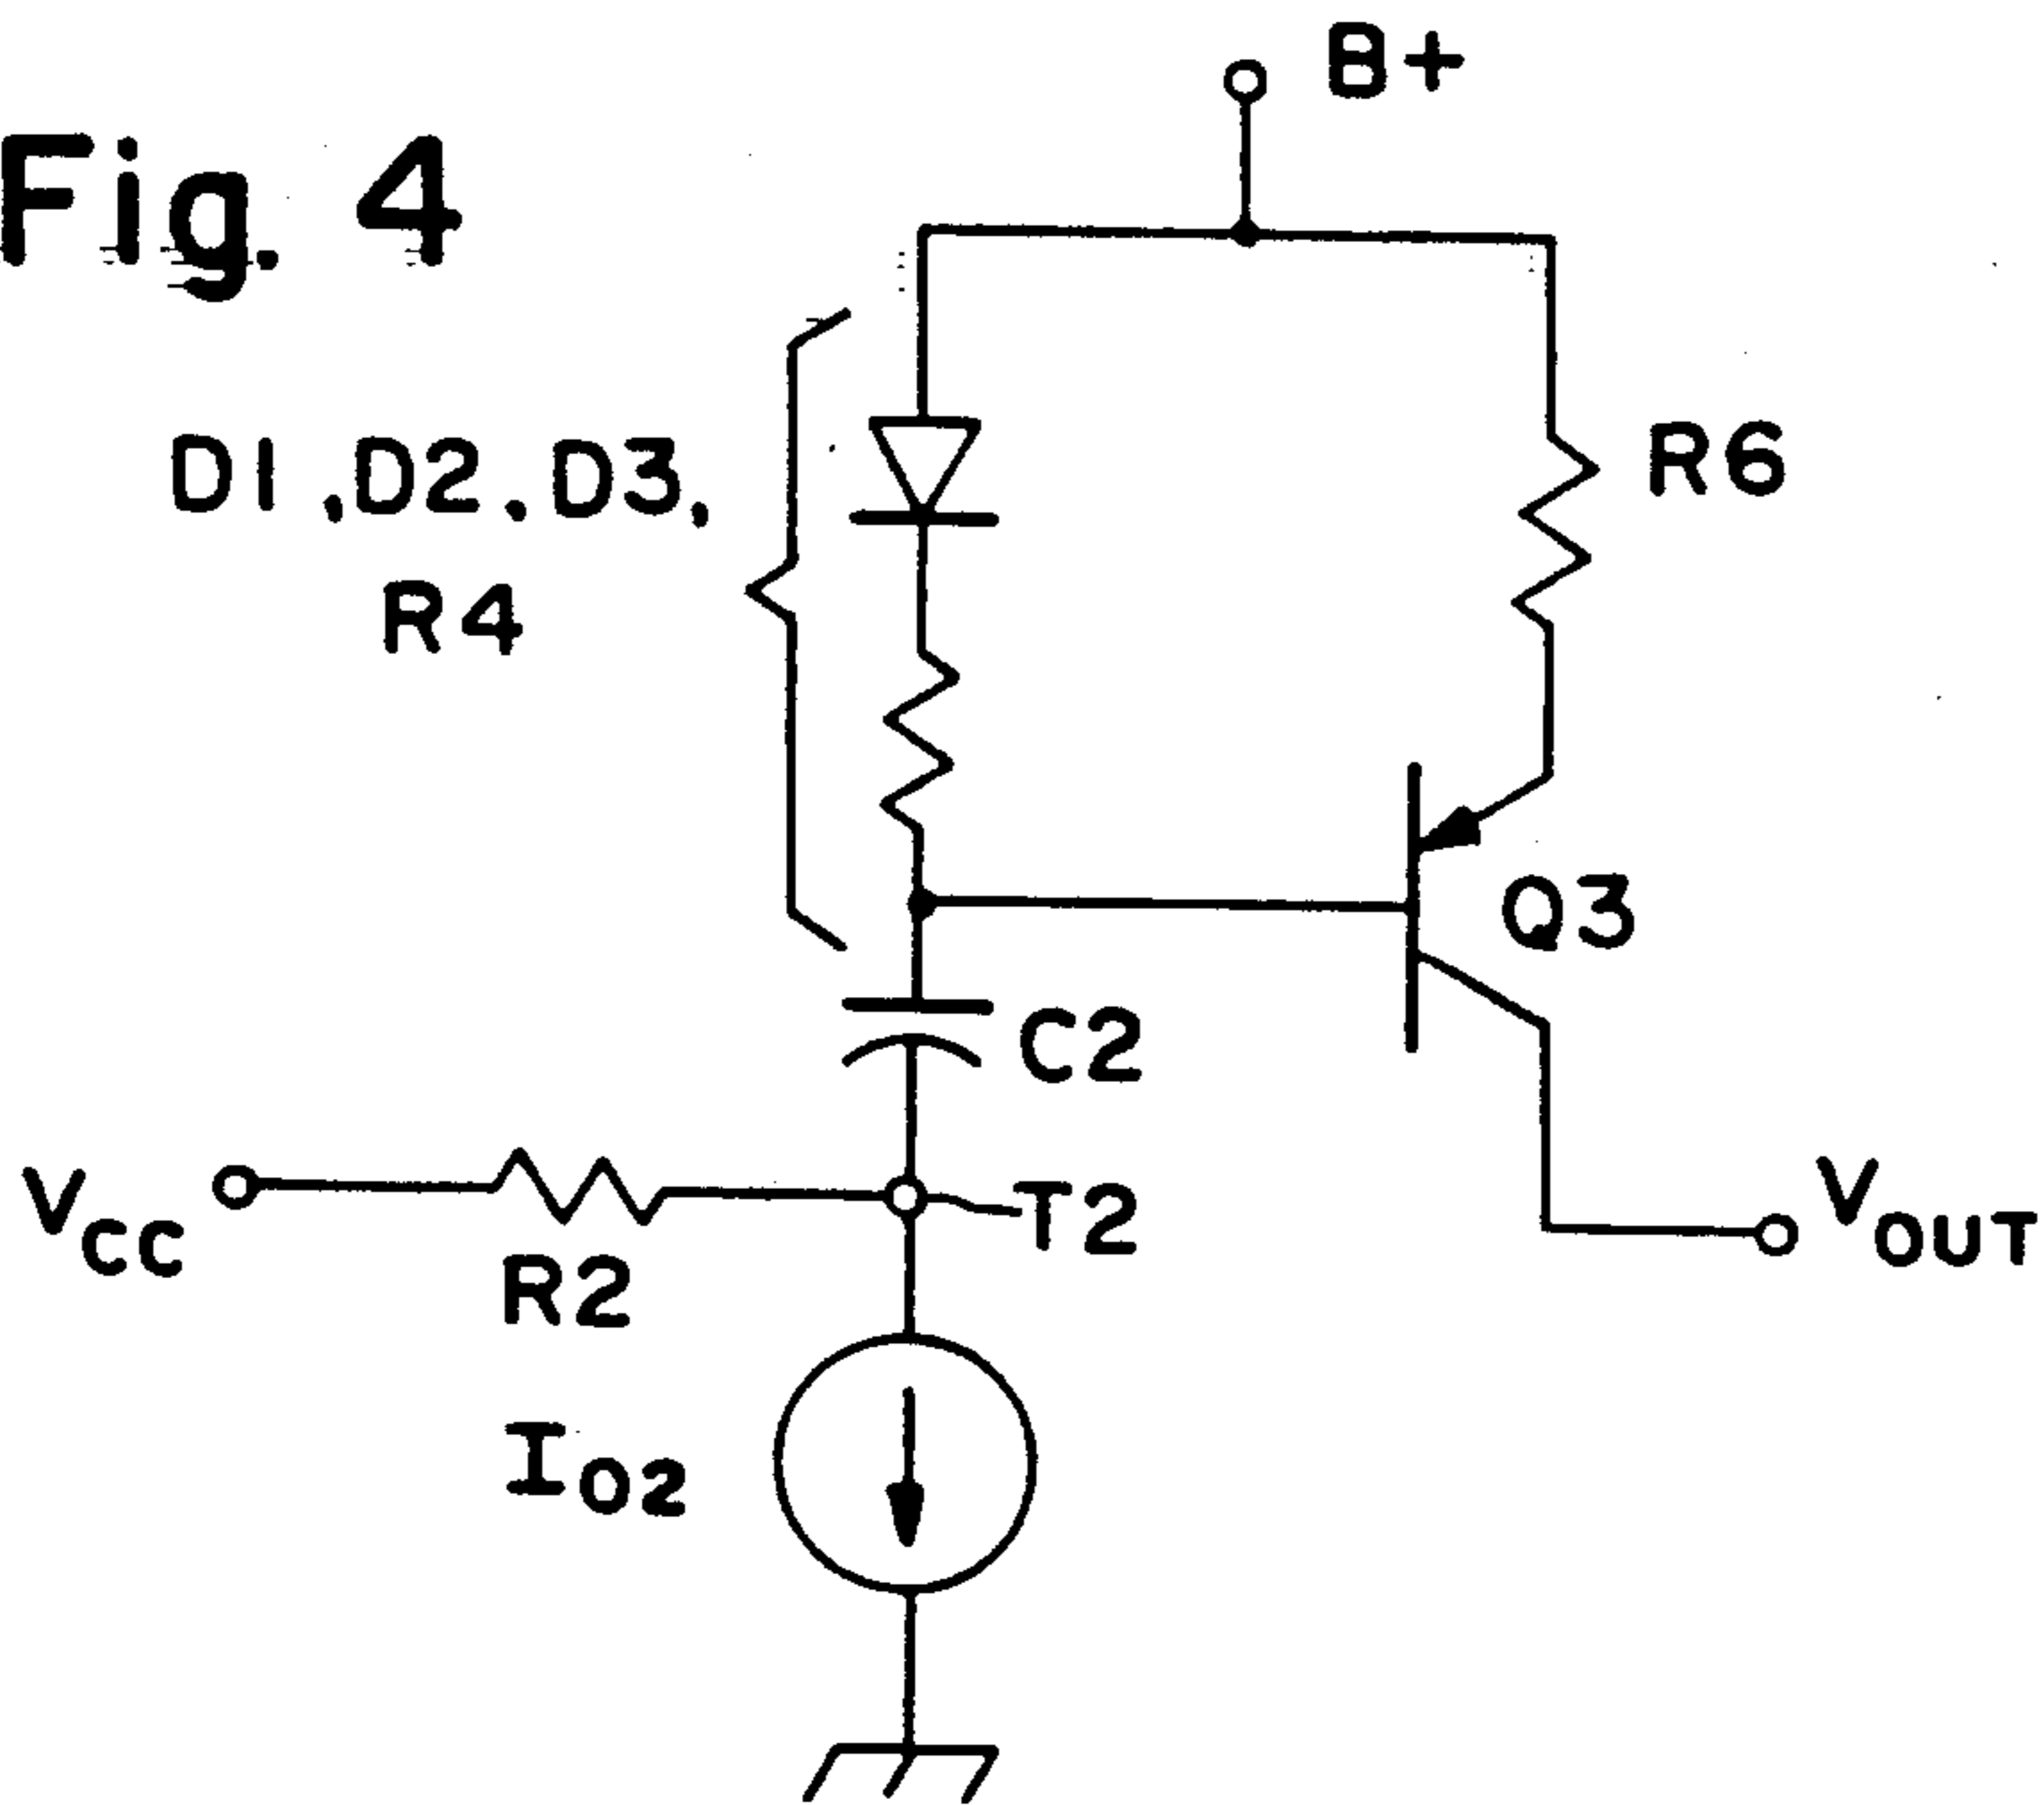 B+
Fig. 4
D1,D2,D3,
R4
R6
Q3
C2
VCC
R2
T2
VOUT
IO2